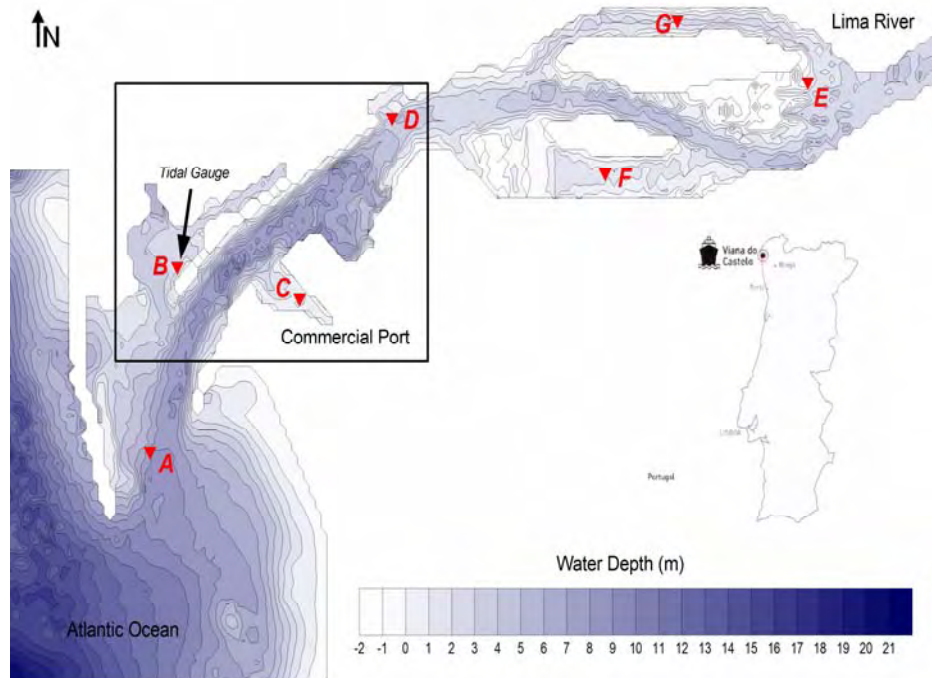 N
G
Lima River
E
D
Tidal Gauge
F
B
Viana do
Castelo
C
Commercial Port
A
Portugal
Water Depth (m)
Atlantic Ocean
-2 -1 0 1 2 3 4 5 6 7 8 9 10 11 12 13 14 15 16 17 18 19 20 21